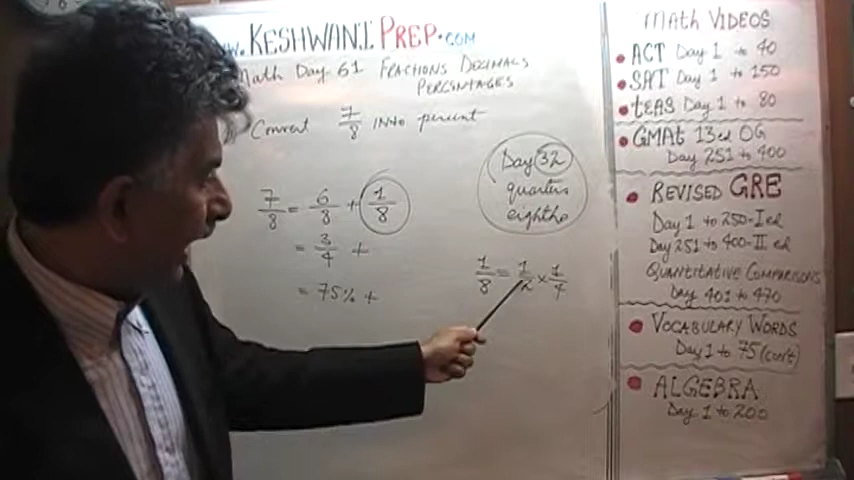 www.KESHWANIPREP.COM
Math Day 61 FRACTIONS DECIMALS
PERCENTAGES
Convert 7/8 INTO percent
Day 32
quarters
eighths
7/8 = 6/8 + 1/8
= 3/4 +
= 75% +
1/8 = 1/2 × 1/4
MATH VIDEOS
ACT Day 1 to 40
SAT Day 1 to 150
tEAS Day 1 to 80
GMAt 13ed OG
Day 251 to 400
REVISED GRE
Day 1 to 250-I ed
Day 251 to 400-II ed
QUANTITATIVE COMPARISONS
Day 401 to 470
VOCABULARY WORDS
Day 1 to 75 (con't)
ALGEBRA
Day 1 to 200